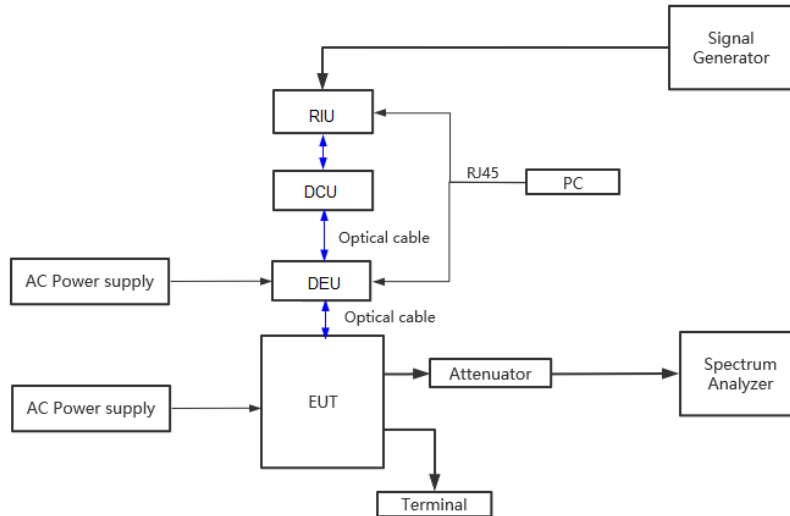 Signal
Generator
RIU
RJ45
PC
DCU
Optical cable
AC Power supply
DEU
Optical cable
Spectrum
Analyzer
Attenuator
AC Power supply
EUT
Terminal